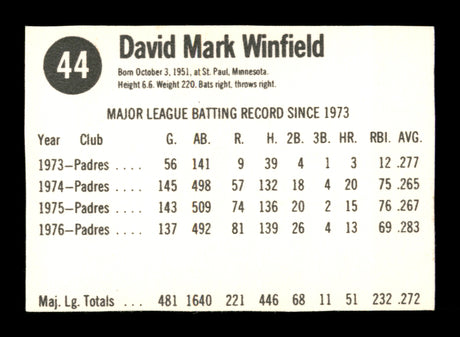 44
David Mark Winfield
Born October 3, 1951, at St. Paul, Minnesota.
Height 6.6. Weight 220. Bats right, throws right.
MAJOR LEAGUE BATTING RECORD SINCE 1973
Year Club G. AB. R. H. 2B. 3B. HR. RBI. AVG.
1973—Padres .... 56 141 9 39 4 1 3 12 .277
1974—Padres .... 145 498 57 132 18 4 20 75 .265
1975—Padres .... 143 509 74 136 20 2 15 76 .267
1976—Padres .... 137 492 81 139 26 4 13 69 .283
Maj. Lg. Totals ... 481 1640 221 446 68 11 51 232 .272